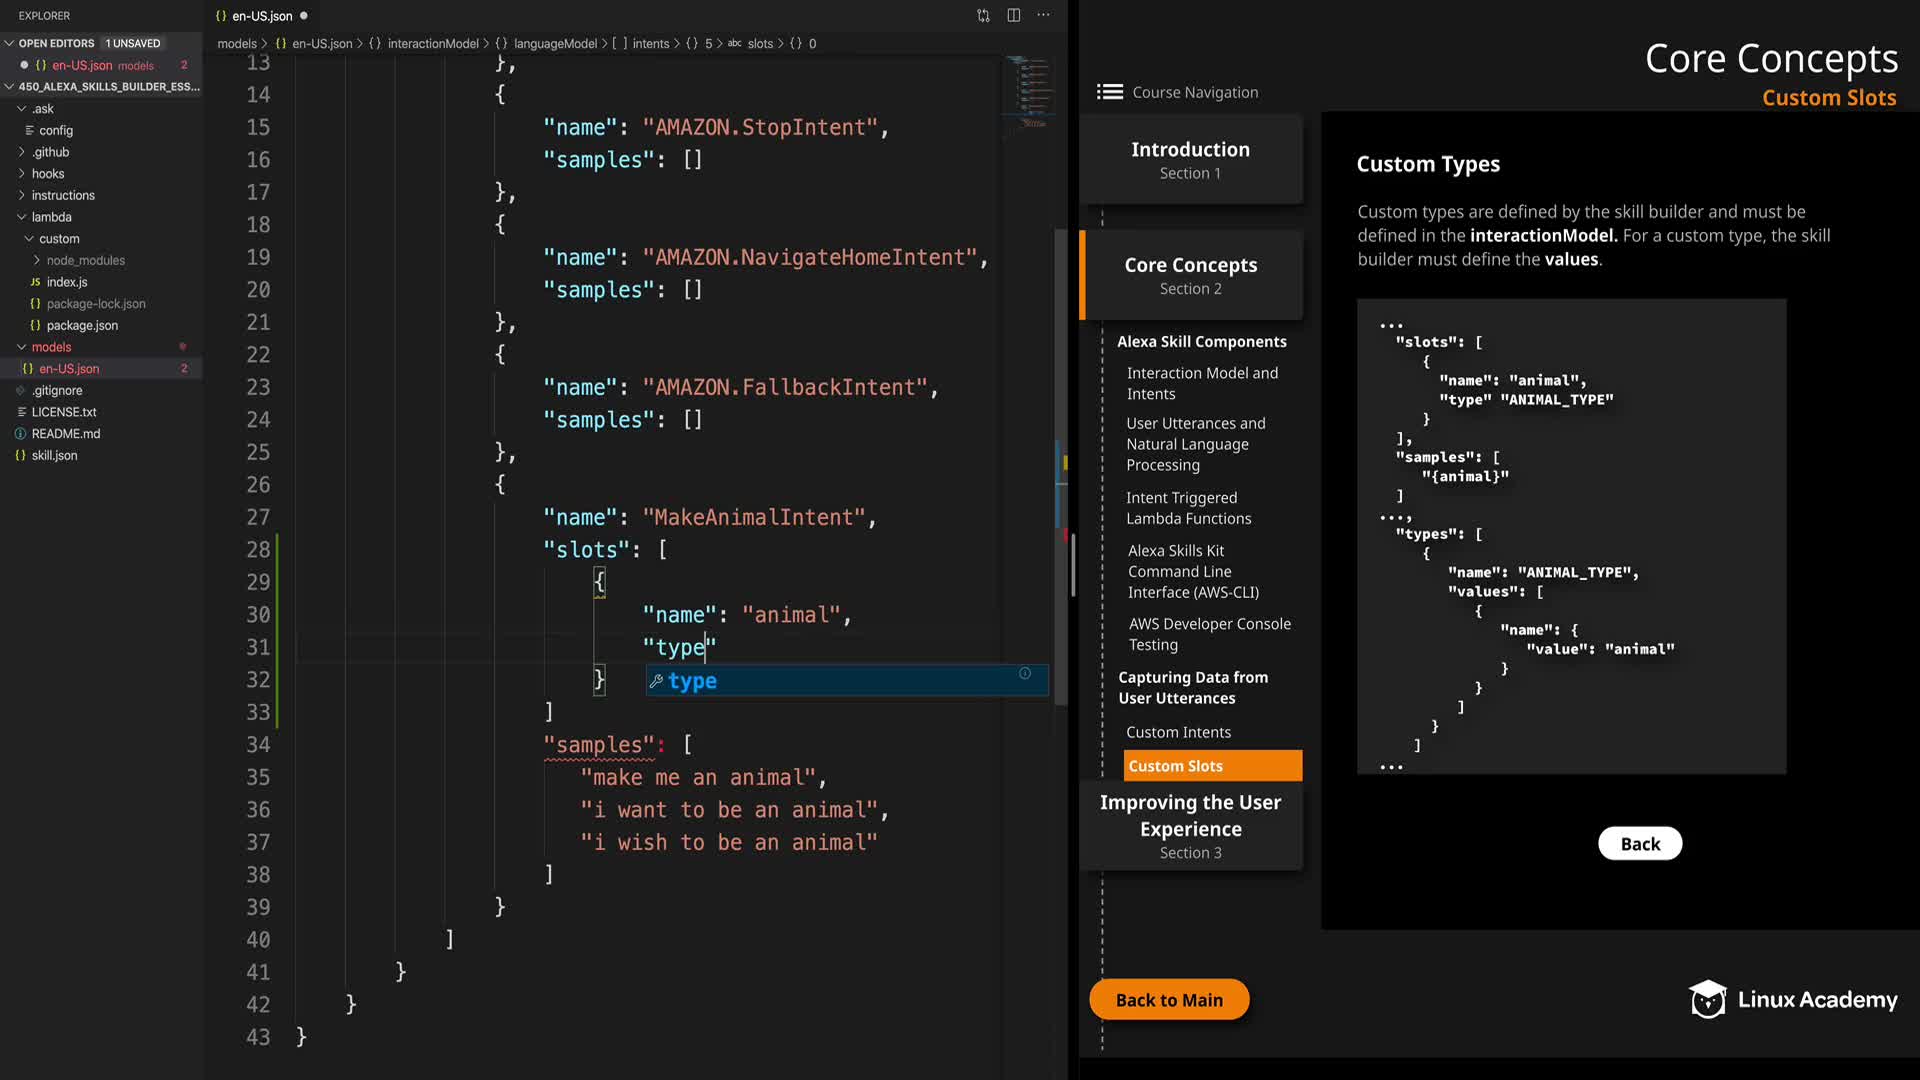 EXPLORER
OPEN EDITORS 1 UNSAVED
{} en-US.json models 2
450_ALEXA_SKILLS_BUILDER_ESS...
.ask
config
.github
hooks
instructions
lambda
custom
node_modules
JS index.js
{} package-lock.json
{} package.json
models
{} en-US.json 2
.gitignore
LICENSE.txt
README.md
{} skill.json
{} en-US.json
models > {} en-US.json > {} interactionModel > {} languageModel > [ ] intents > {} 5 > abc slots > {} 0
13 },
14 {
15 "name": "AMAZON.StopIntent",
16 "samples": []
17 },
18 {
19 "name": "AMAZON.NavigateHomeIntent",
20 "samples": []
21 },
22 {
23 "name": "AMAZON.FallbackIntent",
24 "samples": []
25 },
26 {
27 "name": "MakeAnimalIntent",
28 "slots": [
29 {
30 "name": "animal",
31 "type"
32 }
type
33 ]
34 "samples": [
35 "make me an animal",
36 "i want to be an animal",
37 "i wish to be an animal"
38 ]
39 }
40 ]
41 }
42 }
43 }
Core Concepts
Custom Slots
Course Navigation
Introduction
Section 1
Core Concepts
Section 2
Alexa Skill Components
Interaction Model and
Intents
User Utterances and
Natural Language
Processing
Intent Triggered
Lambda Functions
Alexa Skills Kit
Command Line
Interface (AWS-CLI)
AWS Developer Console
Testing
Capturing Data from
User Utterances
Custom Intents
Custom Slots
Improving the User
Experience
Section 3
Back to Main
Custom Types
Custom types are defined by the skill builder and must be
defined in the interactionModel. For a custom type, the skill
builder must define the values.
...
"slots": [
{
"name": "animal",
"type" "ANIMAL_TYPE"
}
],
"samples": [
"{animal}"
]
...,
"types": [
{
"name": "ANIMAL_TYPE",
"values": [
{
"name": {
"value": "animal"
}
}
]
}
]
...
Back
Linux Academy